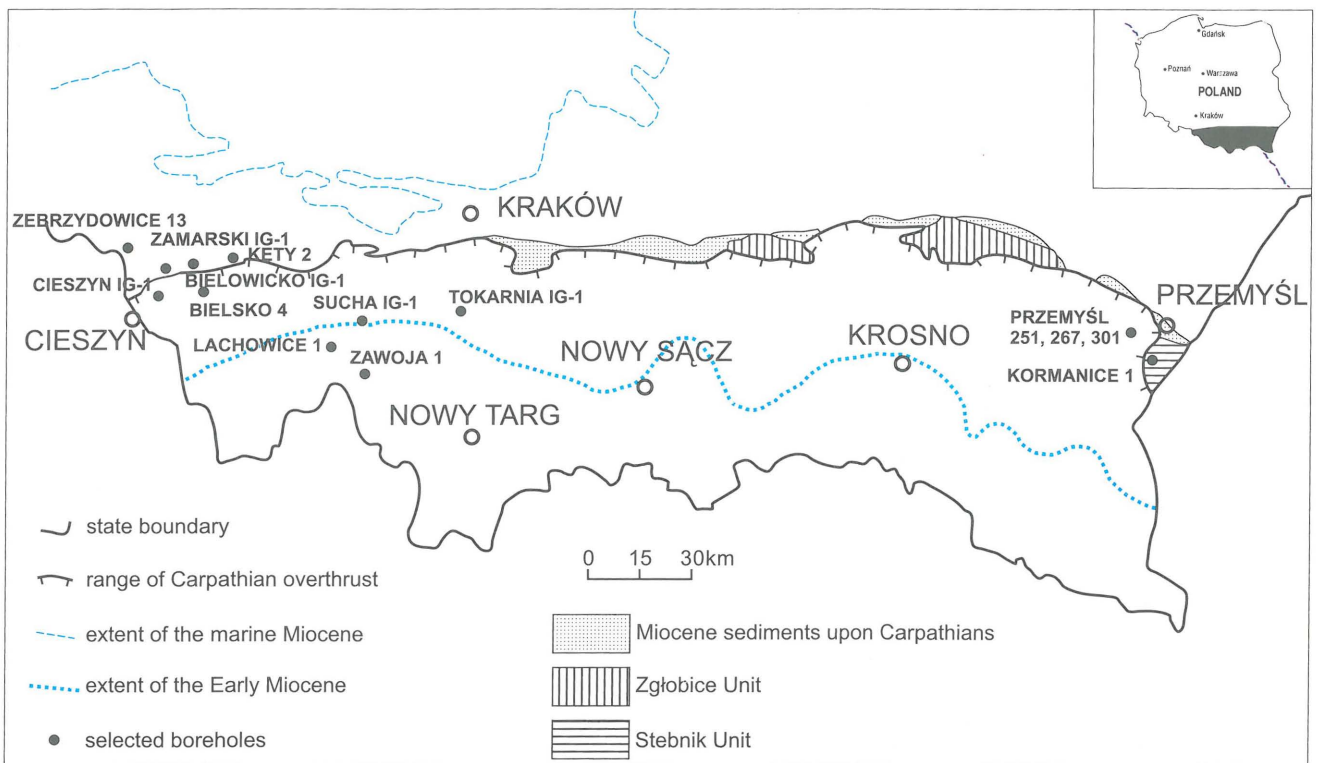 Gdańsk
Poznań
Warszawa
POLAND
Kraków
KRAKÓW
ZEBRZYDOWICE 13
ZAMARSKI IG-1
KĘTY 2
CIESZYN IG-1
BIELOWICKO IG-1
BIELSKO 4
SUCHA IG-1
TOKARNIA IG-1
CIESZYN
LACHOWICE 1
ZAWOJA 1
NOWY SĄCZ
NOWY TARG
KROSNO
PRZEMYŚL
PRZEMYŚL
251, 267, 301
KORMANICE 1
state boundary
range of Carpathian overthrust
extent of the marine Miocene
extent of the Early Miocene
selected boreholes
0 15 30km
Miocene sediments upon Carpathians
Zgłobice Unit
Stebnik Unit